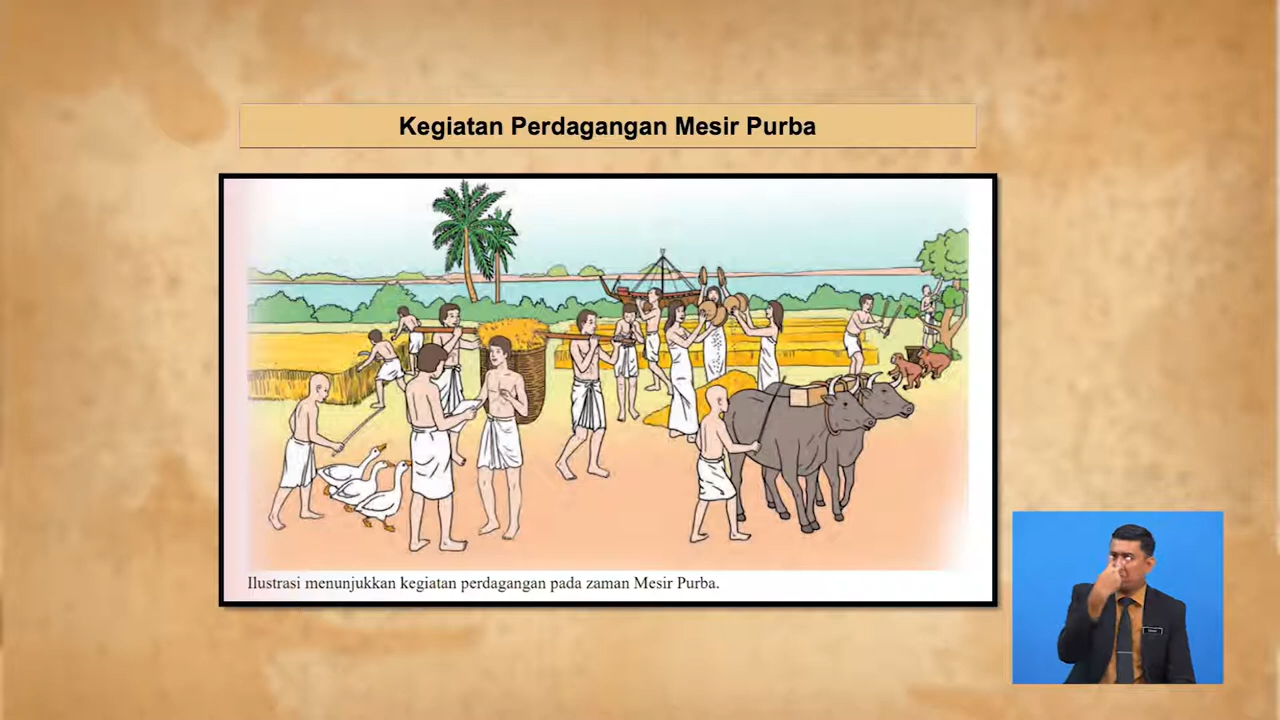 Kegiatan Perdagangan Mesir Purba
Ilustrasi menunjukkan kegiatan perdagangan pada zaman Mesir Purba.